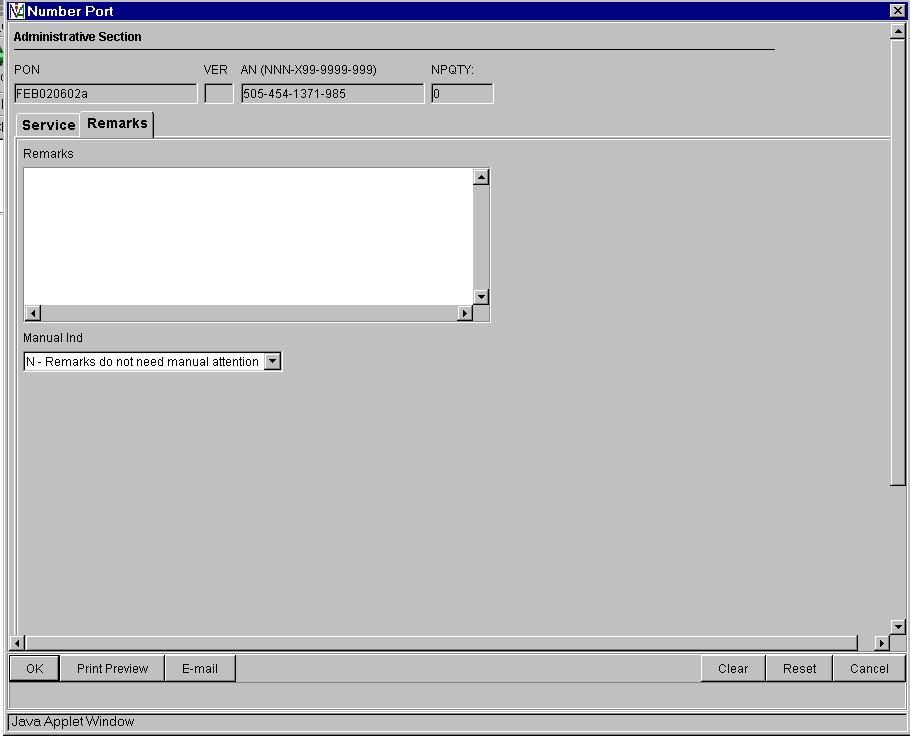 Number Port
Administrative Section
PON VER AN (NNN-X99-9999-999) NPQTY:
FEB020602a 505-454-1371-985 0
Service Remarks
Remarks
Manual Ind
N - Remarks do not need manual attention
OK Print Preview E-mail Clear Reset Cancel
Java Applet Window